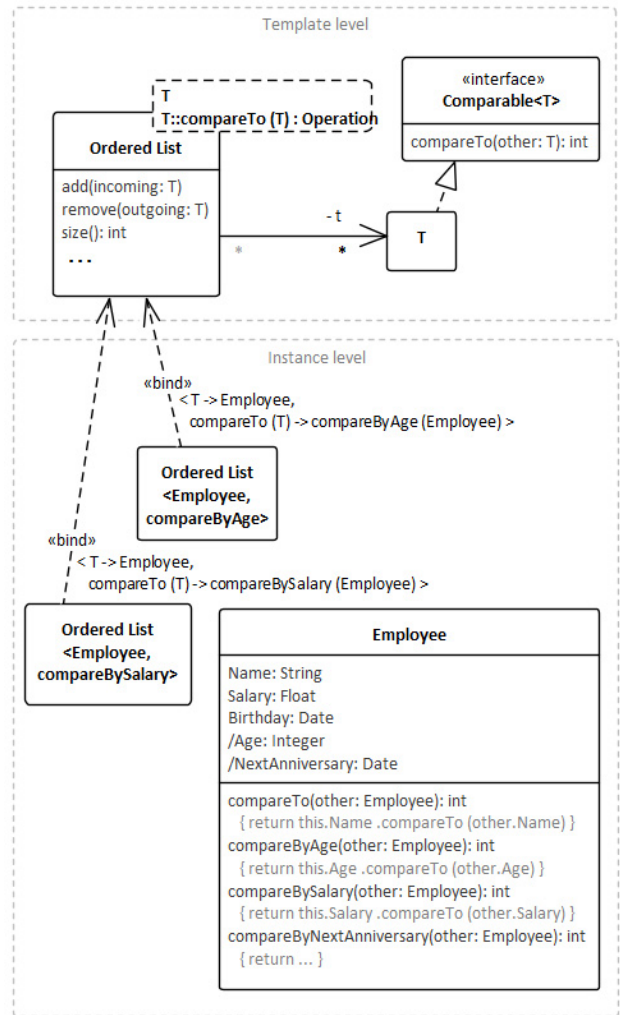 Template level
T
T::compareTo (T) : Operation
Ordered List
add(incoming: T)
remove(outgoing: T)
size(): int
...
«interface»
Comparable<T>
compareTo(other: T): int
- t
*
*
T
Instance level
«bind»
< T -> Employee,
compareTo (T) -> compareByAge (Employee) >
Ordered List
<Employee,
compareByAge>
«bind»
< T -> Employee,
compareTo (T) -> compareBySalary (Employee) >
Ordered List
<Employee,
compareBySalary>
Employee
Name: String
Salary: Float
Birthday: Date
/Age: Integer
/NextAnniversary: Date
compareTo(other: Employee): int
{ return this.Name .compareTo (other.Name) }
compareByAge(other: Employee): int
{ return this.Age .compareTo (other.Age) }
compareBySalary(other: Employee): int
{ return this.Salary .compareTo (other.Salary) }
compareByNextAnniversary(other: Employee): int
{ return ... }